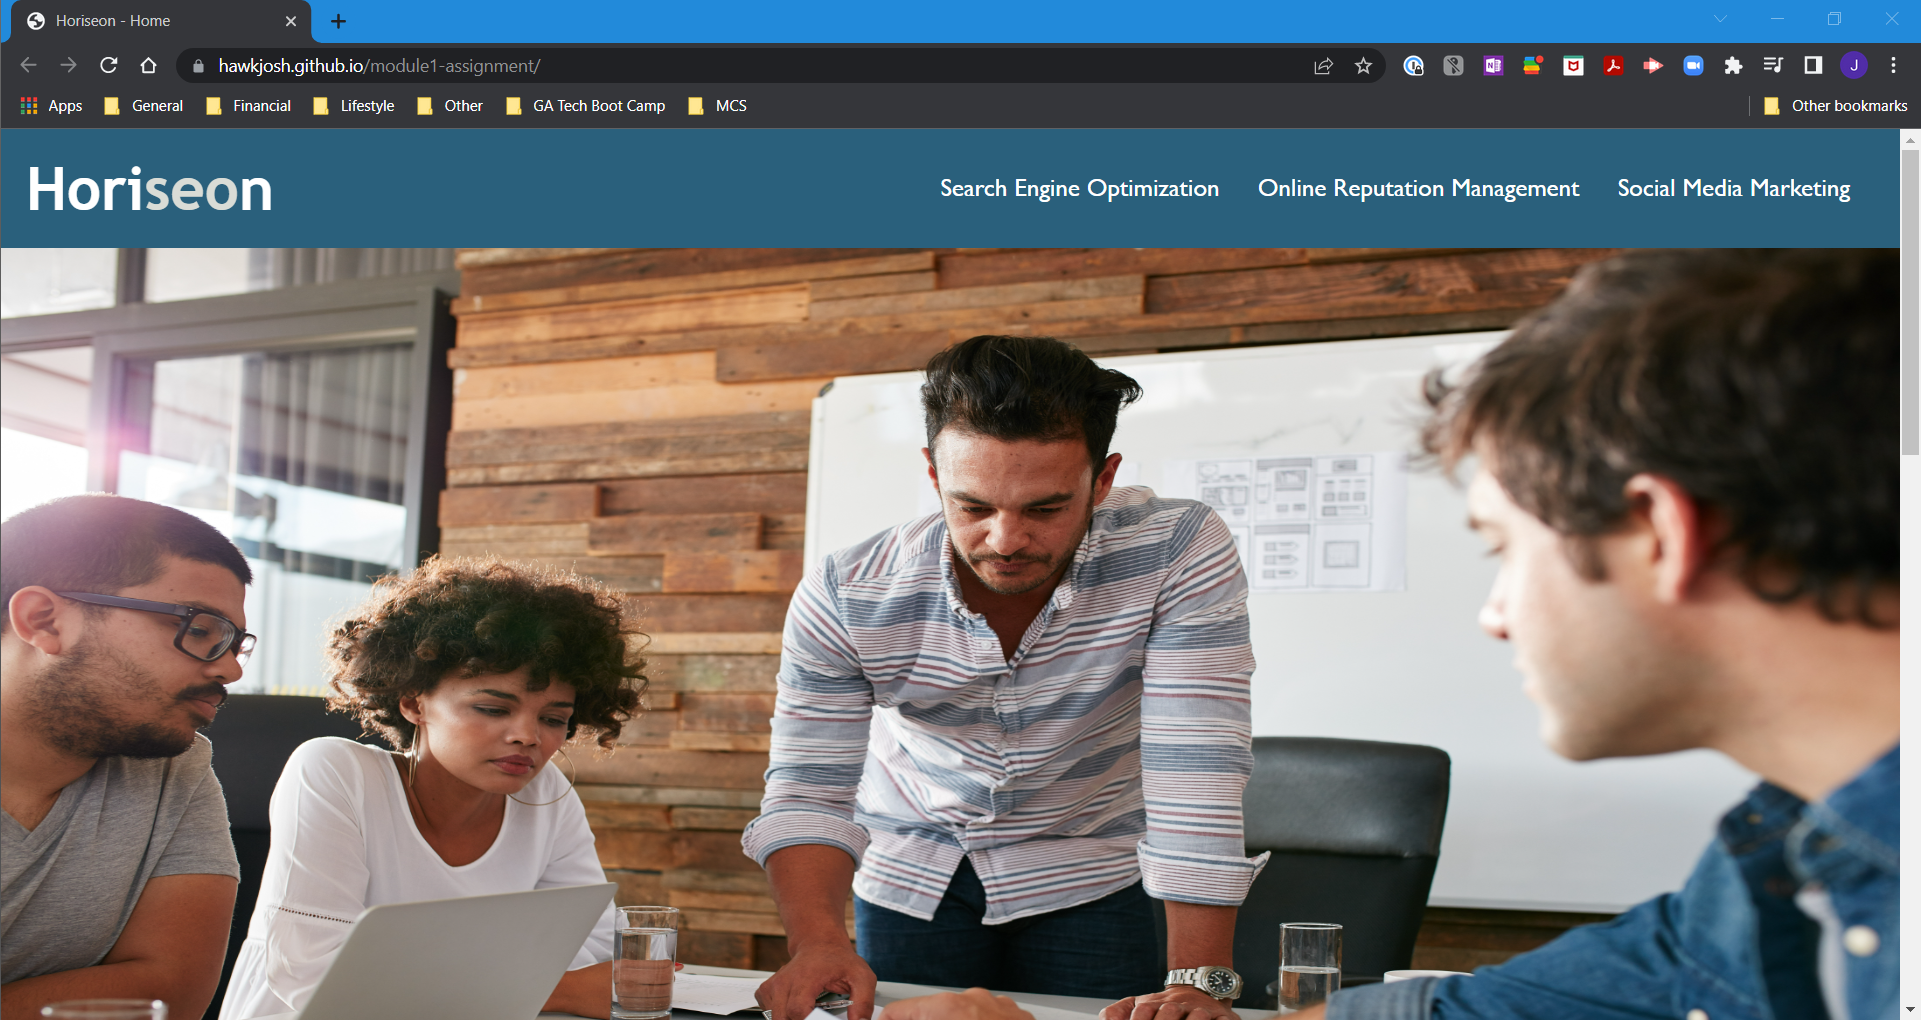 Horiseon - Home
hawkjosh.github.io/module1-assignment/
J
Apps General Financial Lifestyle Other GA Tech Boot Camp MCS Other bookmarks
Horiseon Search Engine Optimization Online Reputation Management Social Media Marketing